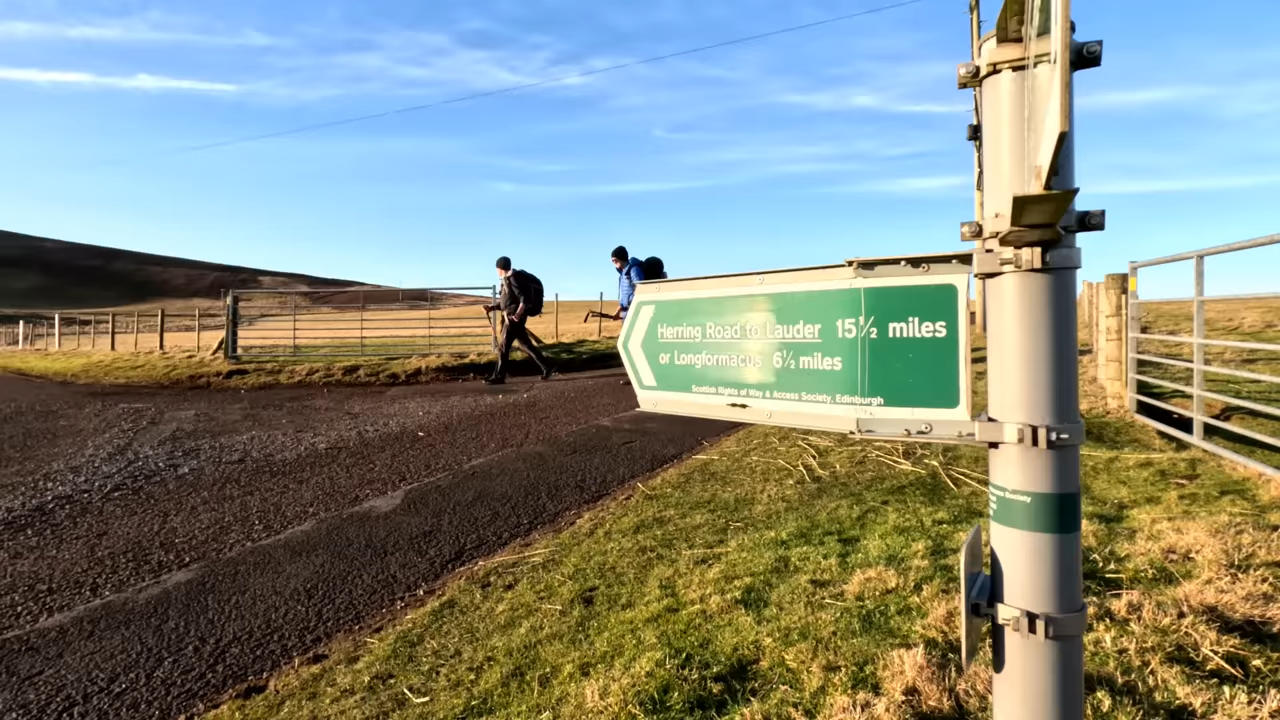 Herring Road to Lauder 15½ miles
or Longformacus 6½ miles
Scottish Rights of Way & Access Society, Edinburgh
Society